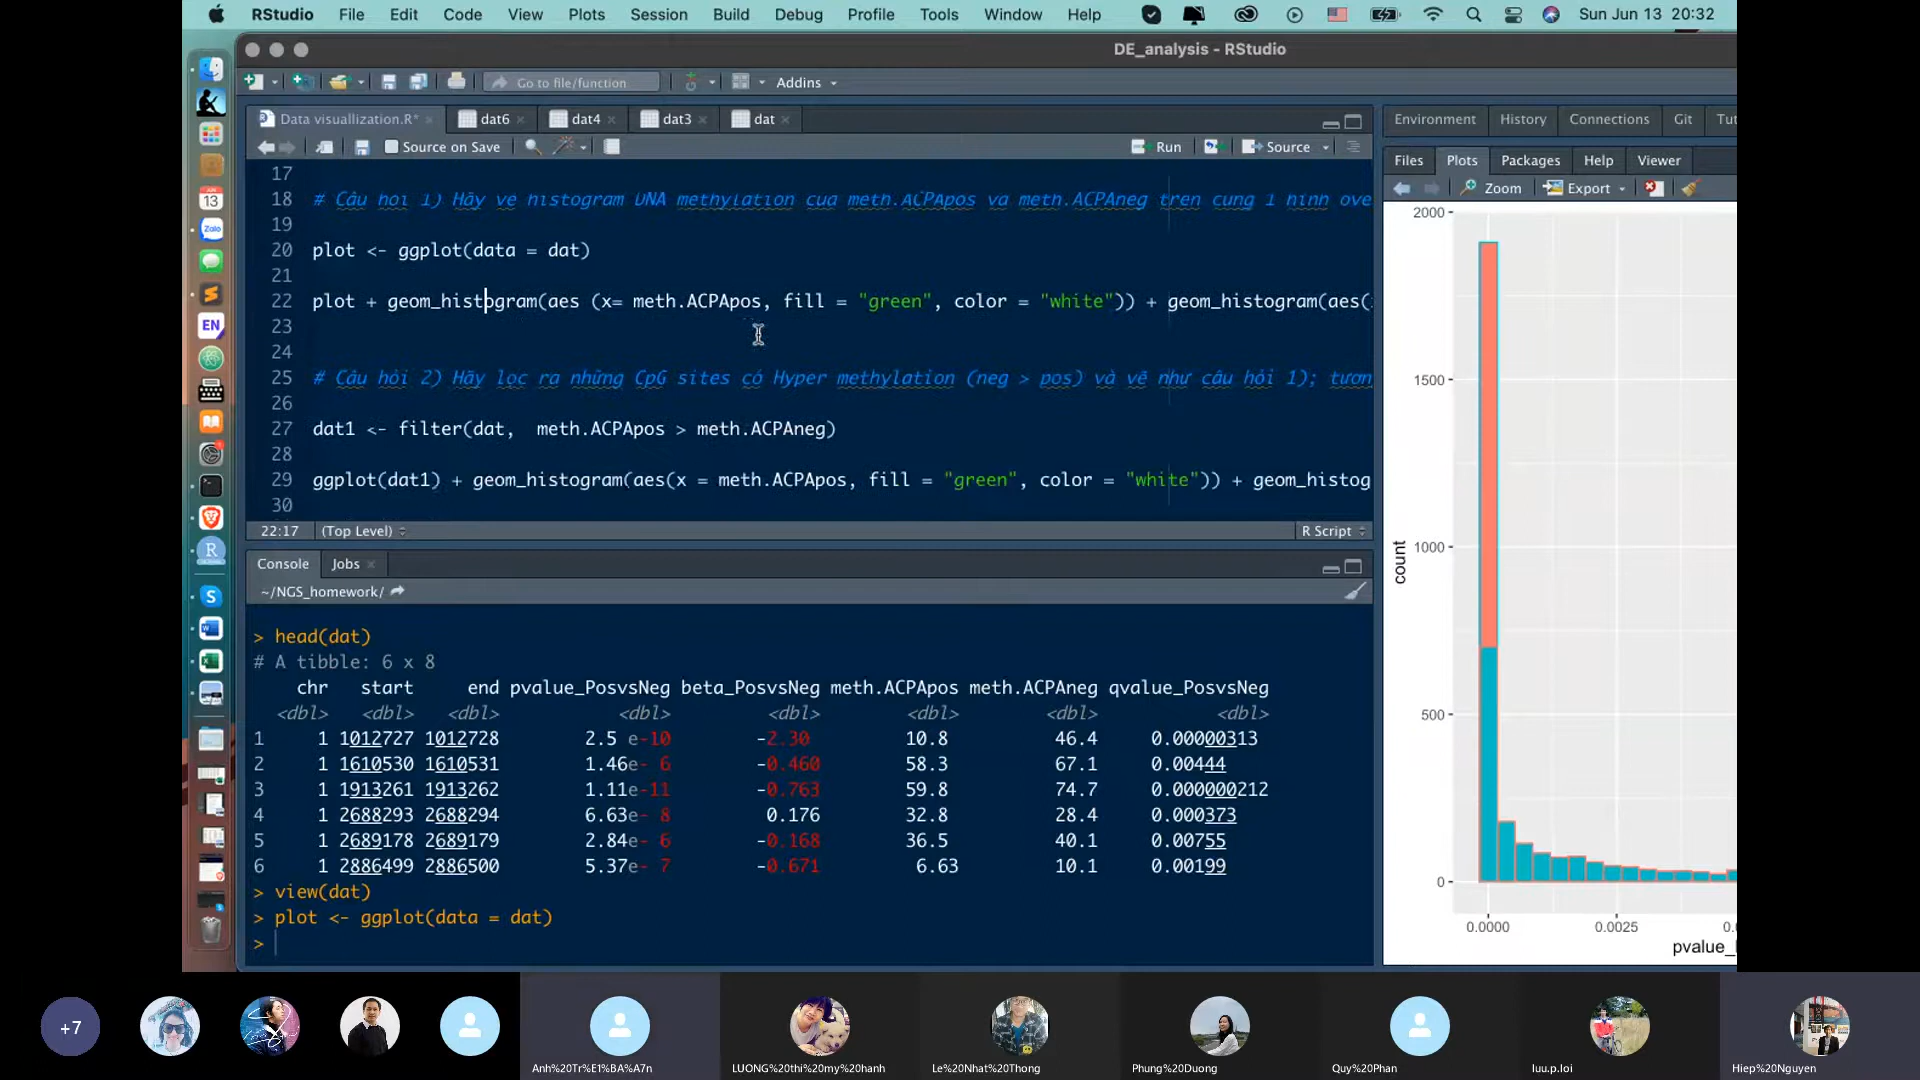 RStudio File Edit Code View Plots Session Build Debug Profile Tools Window Help Sun Jun 13 20:32
DE_analysis - RStudio
Go to file/function Addins
Data visuallization.R* dat6 dat4 dat3 dat
Source on Save Run Source
17
18 # Câu hỏi 1) Hãy vẽ histogram DNA methylation của meth.ACPApos và meth.ACPAneg trên cùng 1 hình ove
19
20 plot <- ggplot(data = dat)
21
22 plot + geom_histogram(aes (x= meth.ACPApos, fill = "green", color = "white")) + geom_histogram(aes(
23
24
25 # Câu hỏi 2) Hãy lọc ra những CpG sites có Hyper methylation (neg > pos) và vẽ như câu hỏi 1); tươn
26
27 dat1 <- filter(dat,  meth.ACPApos > meth.ACPAneg)
28
29 ggplot(dat1) + geom_histogram(aes(x = meth.ACPApos, fill = "green", color = "white")) + geom_histog
30
22:17 (Top Level) R Script
Console Jobs
~/NGS_homework/
> head(dat)
# A tibble: 6 x 8
chr start end pvalue_PosvsNeg beta_PosvsNeg meth.ACPApos meth.ACPAneg qvalue_PosvsNeg
<dbl> <dbl> <dbl> <dbl> <dbl> <dbl> <dbl> <dbl>
1 1 1012727 1012728 2.5 e-10 -2.30 10.8 46.4 0.00000313
2 1 1610530 1610531 1.46e- 6 -0.460 58.3 67.1 0.00444
3 1 1913261 1913262 1.11e-11 -0.763 59.8 74.7 0.000000212
4 1 2688293 2688294 6.63e- 8 0.176 32.8 28.4 0.000373
5 1 2689178 2689179 2.84e- 6 -0.168 36.5 40.1 0.00755
6 1 2886499 2886500 5.37e- 7 -0.671 6.63 10.1 0.00199
> view(dat)
> plot <- ggplot(data = dat)
>
Environment History Connections Git Tut
Files Plots Packages Help Viewer
Zoom Export
2000
1500
1000
500
0
count
0.0000 0.0025 0.
pvalue_
13
Zalo
EN
+7
Anh%20Tr%E1%BA%A7n LUONG%20thi%20my%20hanh Le%20Nhat%20Thong Phung%20Duong Quy%20Phan luu.p.loi Hiep%20Nguyen